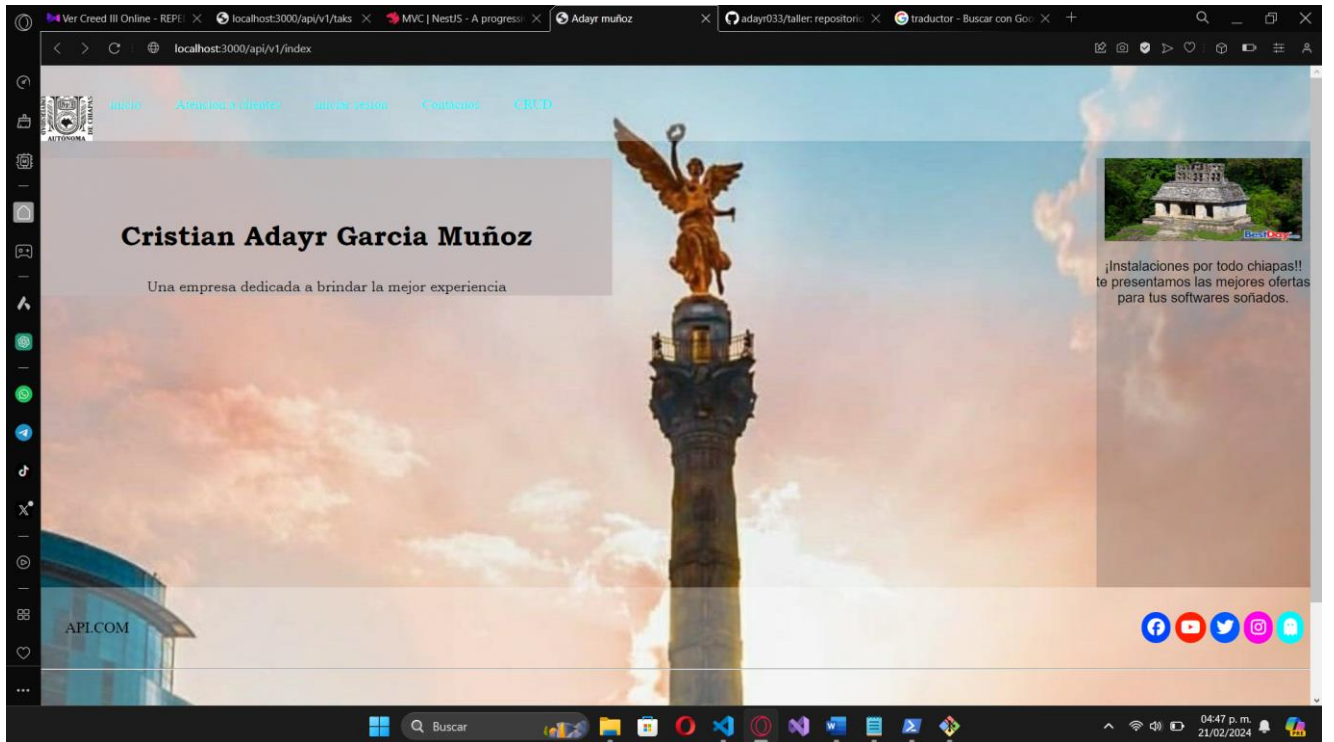 Ver Creed III Online - REPE
localhost:3000/api/v1/taks
MVC | NestJS - A progress
Adayr muñoz
adayr033/taller: repositorio
traductor - Buscar con Goo
localhost:3000/api/v1/index
AUTÓNOMA
DE CHIAPAS
inicio
Atencion a clientes
iniciar sesion
Contactos
CRUD
Cristian Adayr Garcia Muñoz
Una empresa dedicada a brindar la mejor experiencia
BestDay
¡Instalaciones por todo chiapas!!
te presentamos las mejores ofertas
para tus softwares soñados.
API.COM
Buscar
04:47 p. m.
21/02/2024